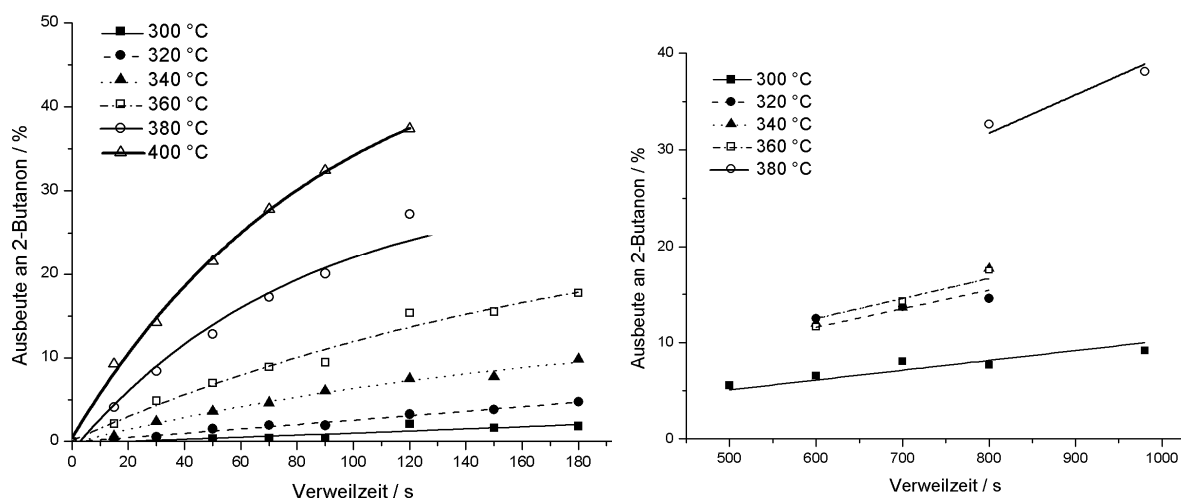 Ausbeute an 2-Butanon / %
50
40
30
20
10
0
300 °C
320 °C
340 °C
360 °C
380 °C
400 °C
0 20 40 60 80 100 120 140 160 180
Verweilzeit / s
Ausbeute an 2-Butanon / %
40
30
20
10
0
300 °C
320 °C
340 °C
360 °C
380 °C
500 600 700 800 900 1000
Verweilzeit / s